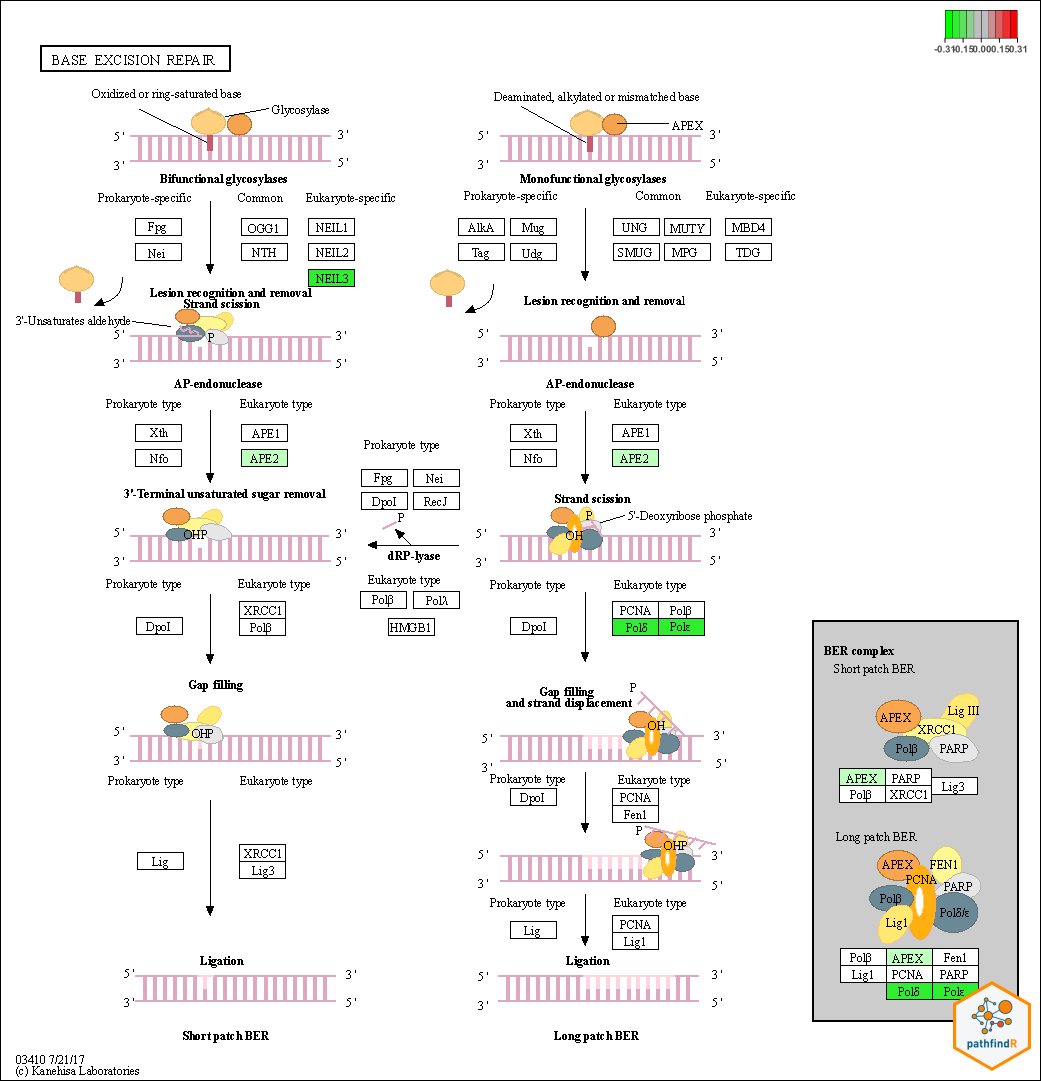 -0.31 0.15 0.00 0.15 0.31
BASE EXCISION REPAIR
Oxidized or ring-saturated base
Glycosylase
5' 3'
3' 5'
Bifunctional glycosylases
Prokaryote-specific Common Eukaryote-specific
Fpg OGG1 NEIL1
Nei NTH NEIL2
NEIL3
Lesion recognition and removal
Strand scission
3'-Unsaturates aldehyde
P
5' 3'
3' 5'
AP-endonuclease
Prokaryote type Eukaryote type
Xth APE1
Nfo APE2
3'-Terminal unsaturated sugar removal
OHP
5' 3'
3' 5'
Prokaryote type Eukaryote type
XRCC1
DpoI Polβ
Gap filling
OHP
5' 3'
3' 5'
Prokaryote type Eukaryote type
XRCC1
Lig Lig3
Ligation
5' 3'
3' 5'
Short patch BER
Prokaryote type
Fpg Nei
DpoI RecJ
P
dRP-lyase
Eukaryote type
Polβ Polλ
HMGB1
Deaminated, alkylated or mismatched base
APEX
5' 3'
3' 5'
Monofunctional glycosylases
Prokaryote-specific Common Eukaryote-specific
AlkA Mug UNG MUTY MBD4
Tag Udg SMUG MPG TDG
Lesion recognition and removal
5' 3'
3' 5'
AP-endonuclease
Prokaryote type Eukaryote type
Xth APE1
Nfo APE2
Strand scission
P
5'-Deoxyribose phosphate
OH
5' 3'
3' 5'
Prokaryote type Eukaryote type
PCNA Polβ
DpoI Polδ Polε
Gap filling
and strand displacement
P
OH
5' 3'
3' 5'
Prokaryote type Eukaryote type
DpoI PCNA
Fen1
P
OHP
5' 3'
3' 5'
Prokaryote type Eukaryote type
PCNA
Lig Lig1
Ligation
5' 3'
3' 5'
Long patch BER
BER complex
Short patch BER
APEX Lig III
XRCC1
Polβ PARP
APEX PARP Lig3
Polβ XRCC1
Long patch BER
APEX FEN1
PCNA PARP
Polβ Polδ/ε
Lig1
Polβ APEX Fen1
Lig1 PCNA PARP
Polδ Polε
pathfindR
03410 7/21/17
(c) Kanehisa Laboratories